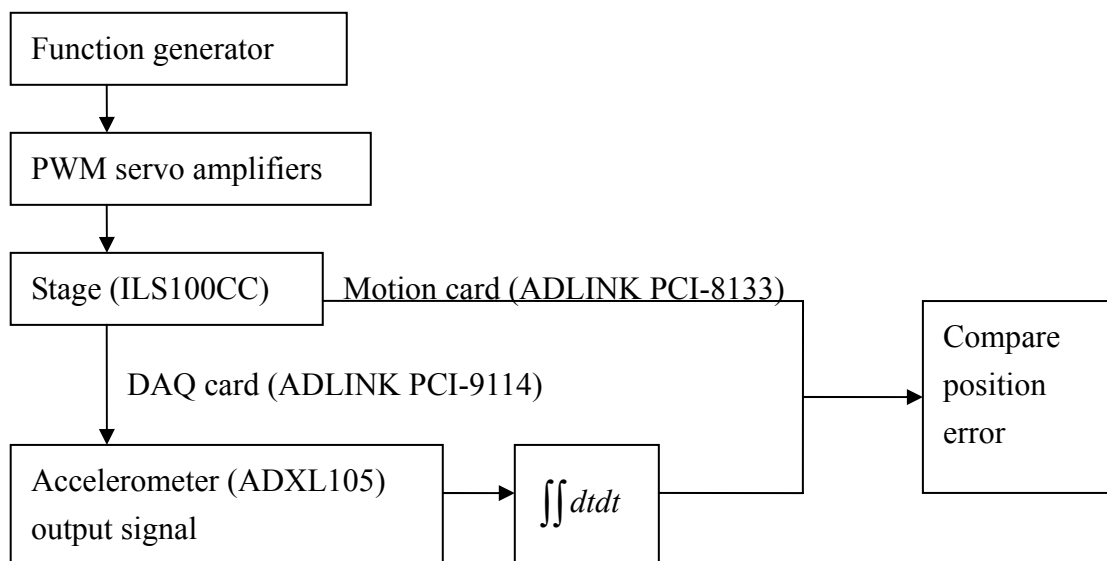 Function generator
PWM servo amplifiers
Stage (ILS100CC)
Motion card (ADLINK PCI-8133)
DAQ card (ADLINK PCI-9114)
Compare
position
error
Accelerometer (ADXL105)
output signal
∬dtdt